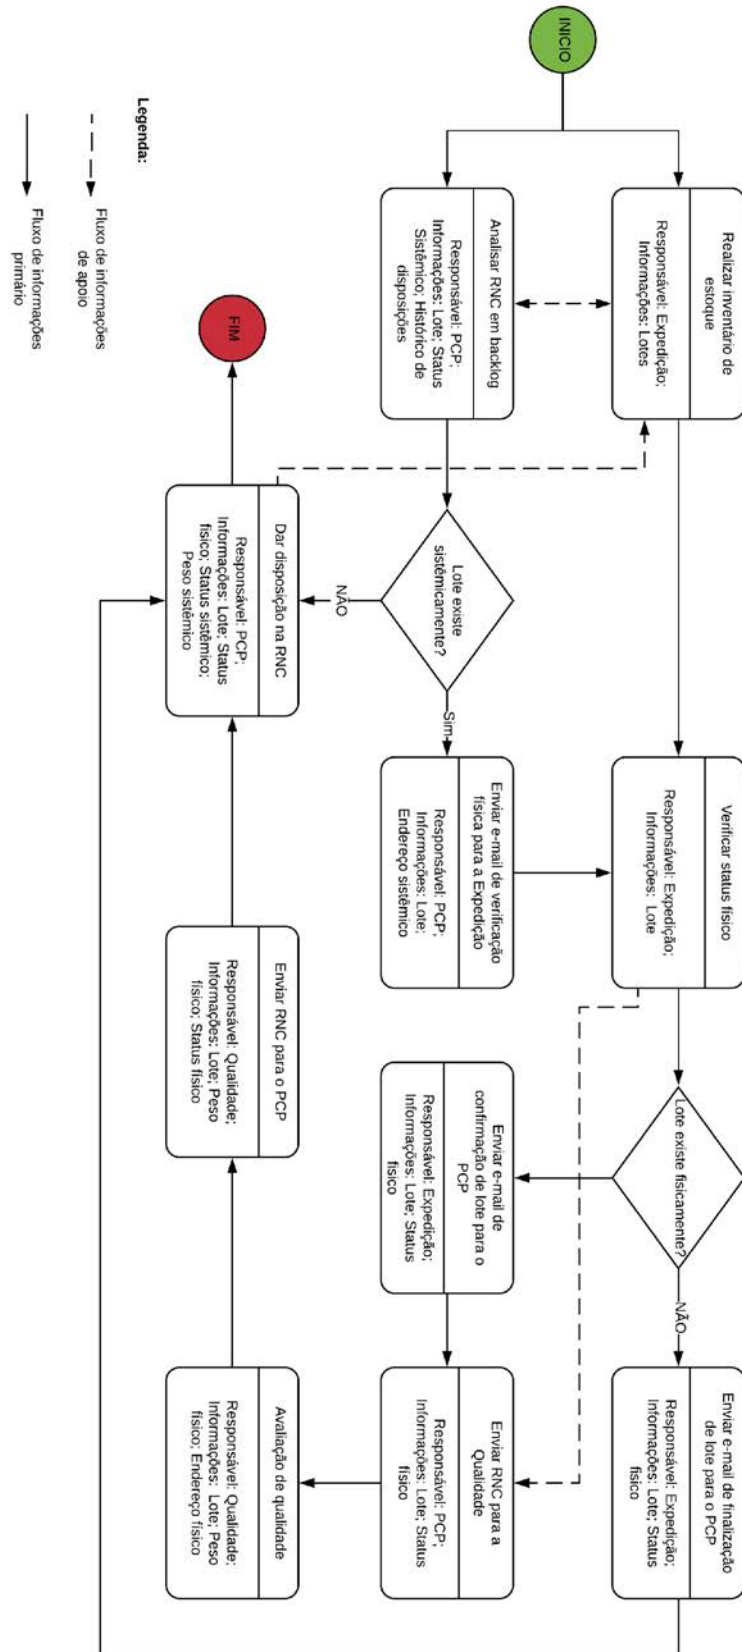 INICIO
Realizar inventário de
estoque
Responsável: Expedição;
Informações: Lotes
Analisar RNC em backlog
Responsável: PCP;
Informações: Lote; Status
Sistêmico; Histórico de
disposições
Lote existe
sistêmicamente?
NÃO
Sim
Dar disposição na RNC
Responsável: PCP;
Informações: Lote; Status
físico; Status sistêmico;
Peso sistêmico
FIM
Enviar e-mail de verificação
física para a Expedição
Responsável: PCP;
Informações: Lote;
Endereço sistêmico
Verificar status físico
Responsável: Expedição;
Informações: Lote
Lote existe fisicamente?
NÃO
Enviar e-mail de finalização
de lote para o PCP
Responsável: Expedição;
Informações: Lote; Status
físico
Enviar e-mail de
confirmação de lote para o
PCP
Responsável: Expedição;
Informações: Lote; Status
físico
Enviar RNC para a
Qualidade
Responsável: PCP;
Informações: Lote; Status
físico
Avaliação de qualidade
Responsável: Qualidade;
Informações: Lote; Peso
físico; Endereço físico
Enviar RNC para o PCP
Responsável: Qualidade;
Informações: Lote; Peso
físico; Status físico
Legenda:
Fluxo de informações
de apoio
Fluxo de informações
primário